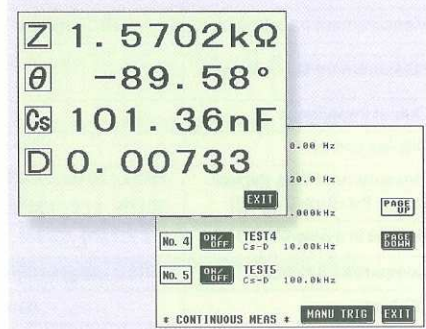 Z 1.5702kΩ
θ -89.58°
Cs 101.36nF
D 0.00733
EXIT
0.00 Hz
20.0 Hz
.000kHz
PAGE UP
No. 4 ON/OFF TEST4
Cs-D 10.00kHz
PAGE DOWN
No. 5 ON/OFF TEST5
Cs-D 100.0kHz
* CONTINUOUS MEAS * MANU TRIG EXIT